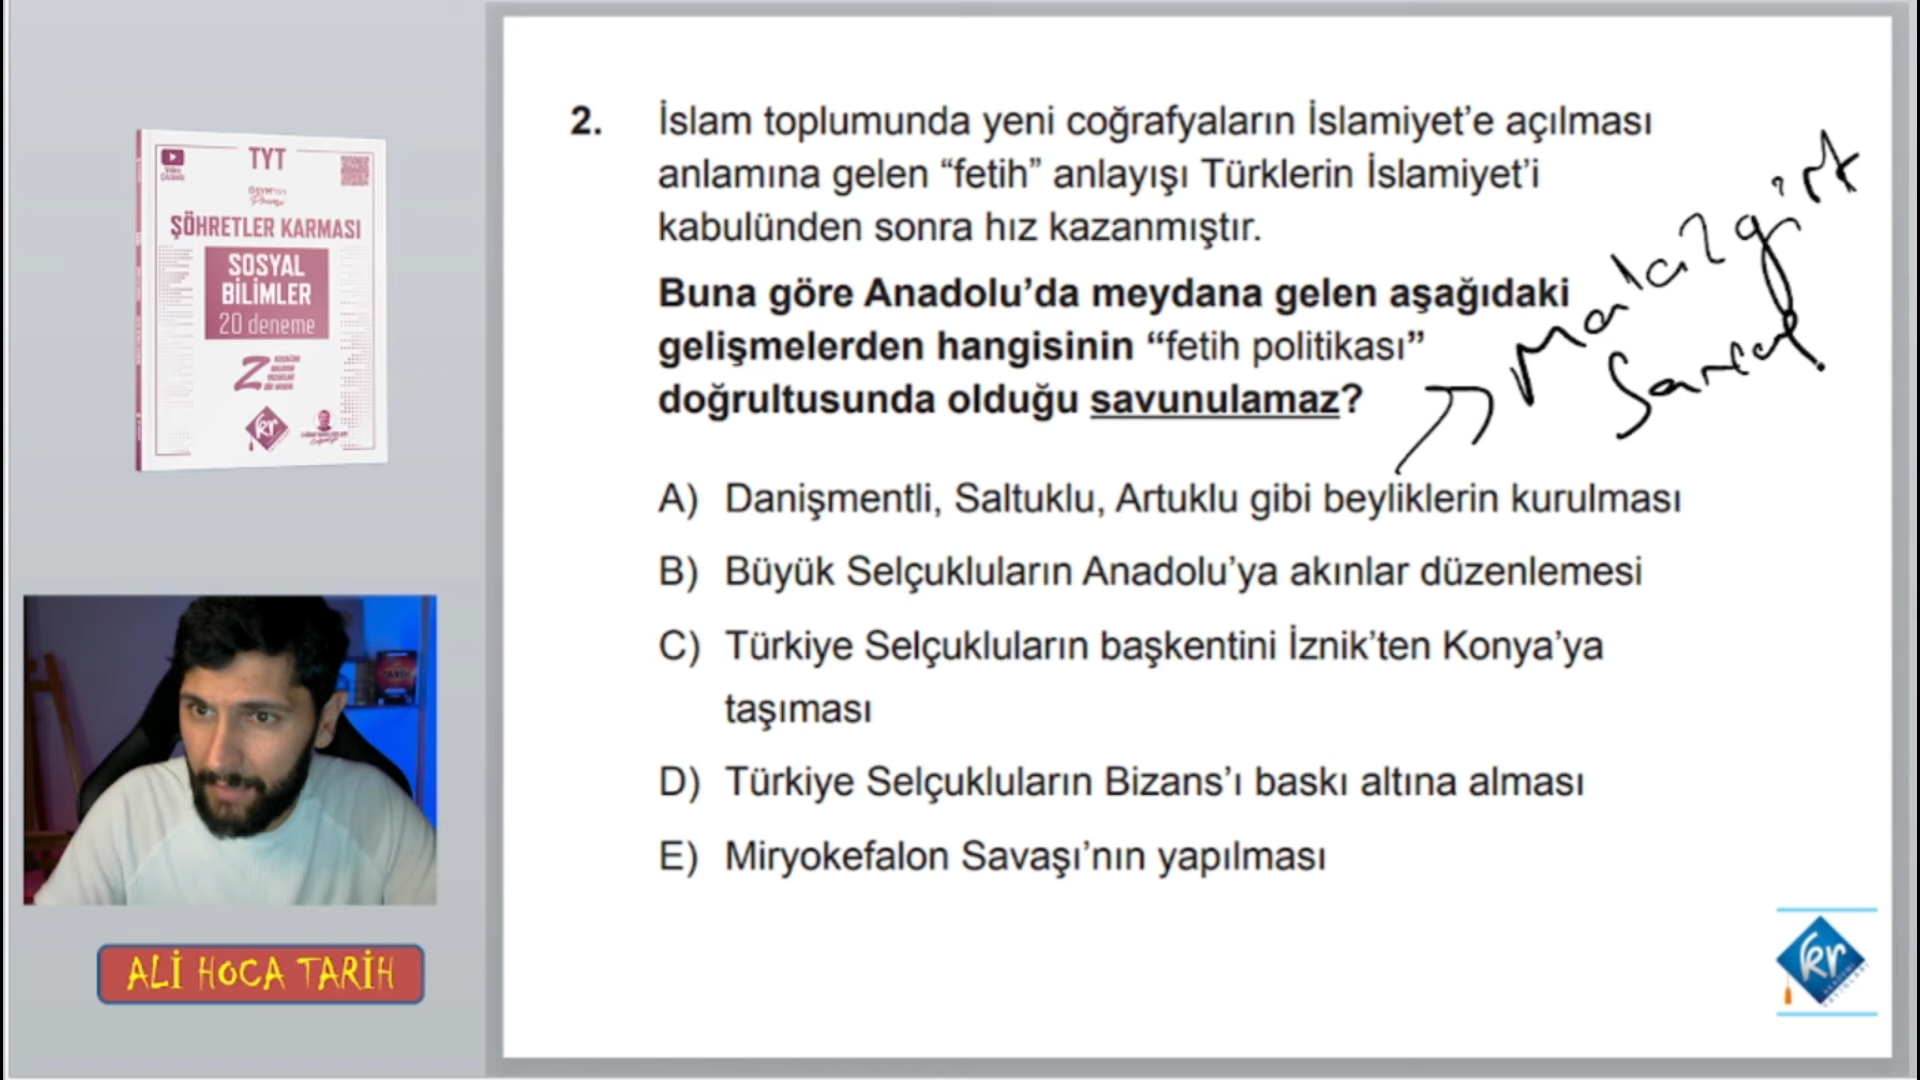 TYT
ŞÖHRETLER KARMASI
SOSYAL
BİLİMLER
20 deneme
2. İslam toplumunda yeni coğrafyaların İslamiyet’e açılması
anlamına gelen “fetih” anlayışı Türklerin İslamiyet’i
kabulünden sonra hız kazanmıştır.
Buna göre Anadolu’da meydana gelen aşağıdaki
gelişmelerden hangisinin “fetih politikası”
doğrultusunda olduğu savunulamaz?
Malazgirt
A) Danişmentli, Saltuklu, Artuklu gibi beyliklerin kurulması
B) Büyük Selçukluların Anadolu’ya akınlar düzenlemesi
C) Türkiye Selçukluların başkentini İznik’ten Konya’ya
taşıması
D) Türkiye Selçukluların Bizans’ı baskı altına alması
E) Miryokefalon Savaşı’nın yapılması
ALİ HOCA TARİH
kr